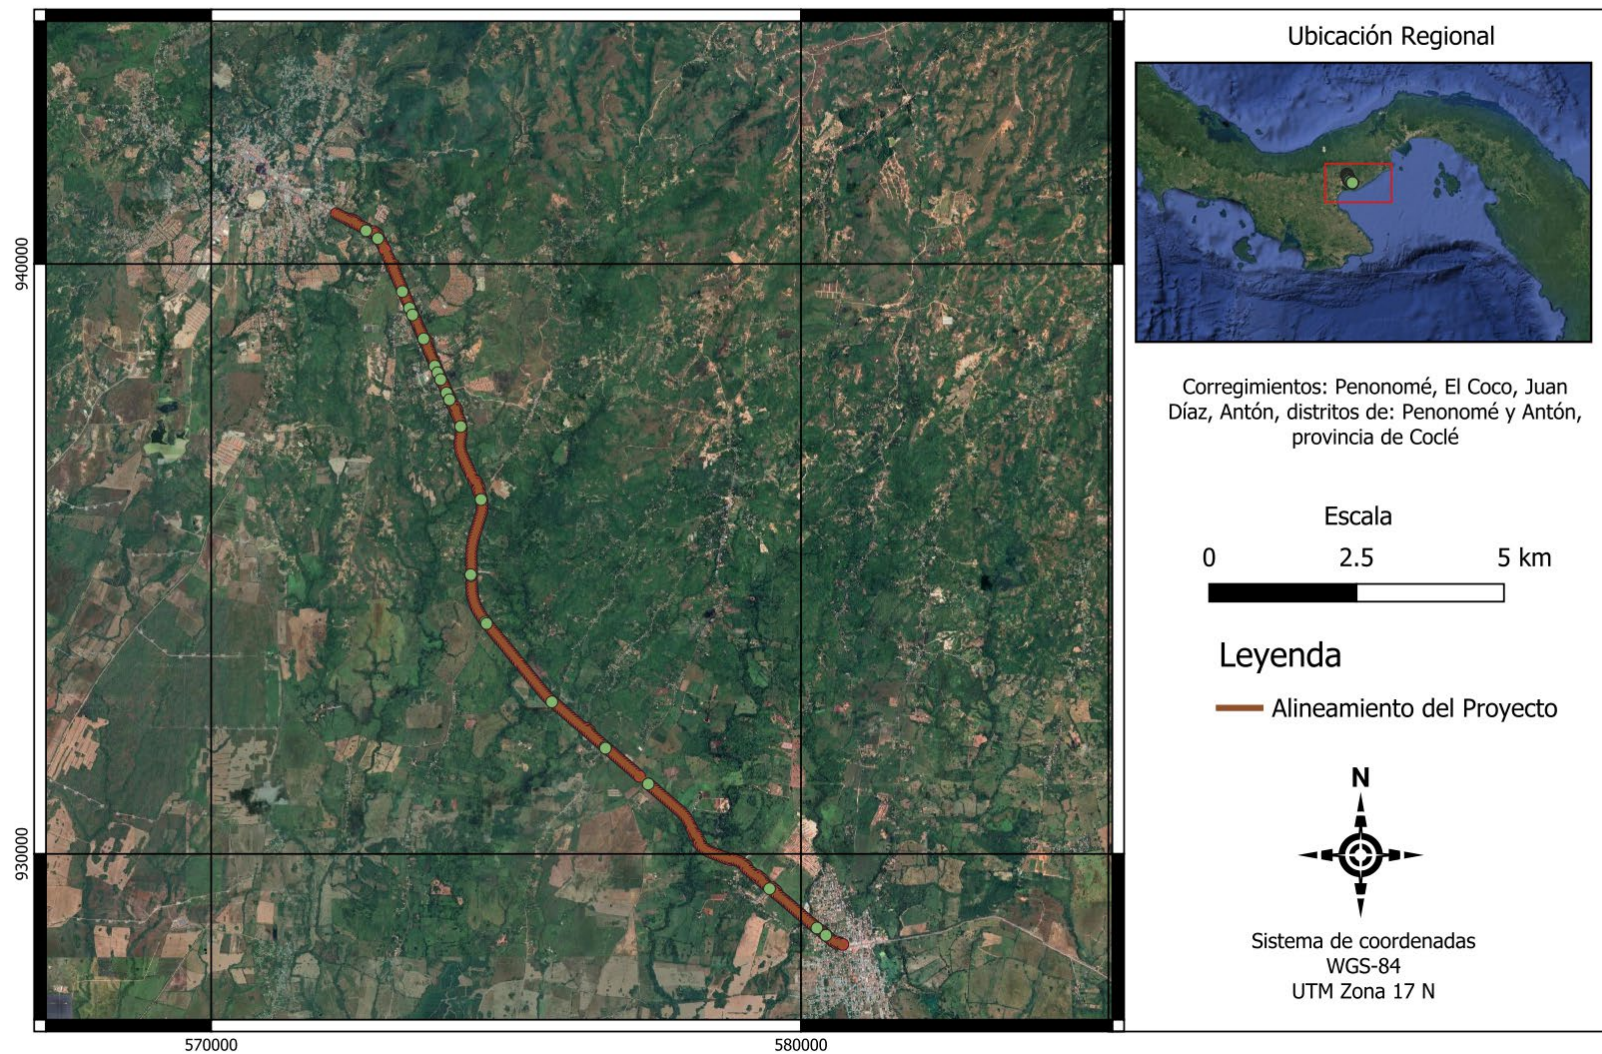 Ubicación Regional
940000
930000
570000
580000
Corregimientos: Penonomé, El Coco, Juan
Díaz, Antón, distritos de: Penonomé y Antón,
provincia de Coclé
Escala
0 2.5 5 km
Leyenda
Alineamiento del Proyecto
N
Sistema de coordenadas
WGS-84
UTM Zona 17 N